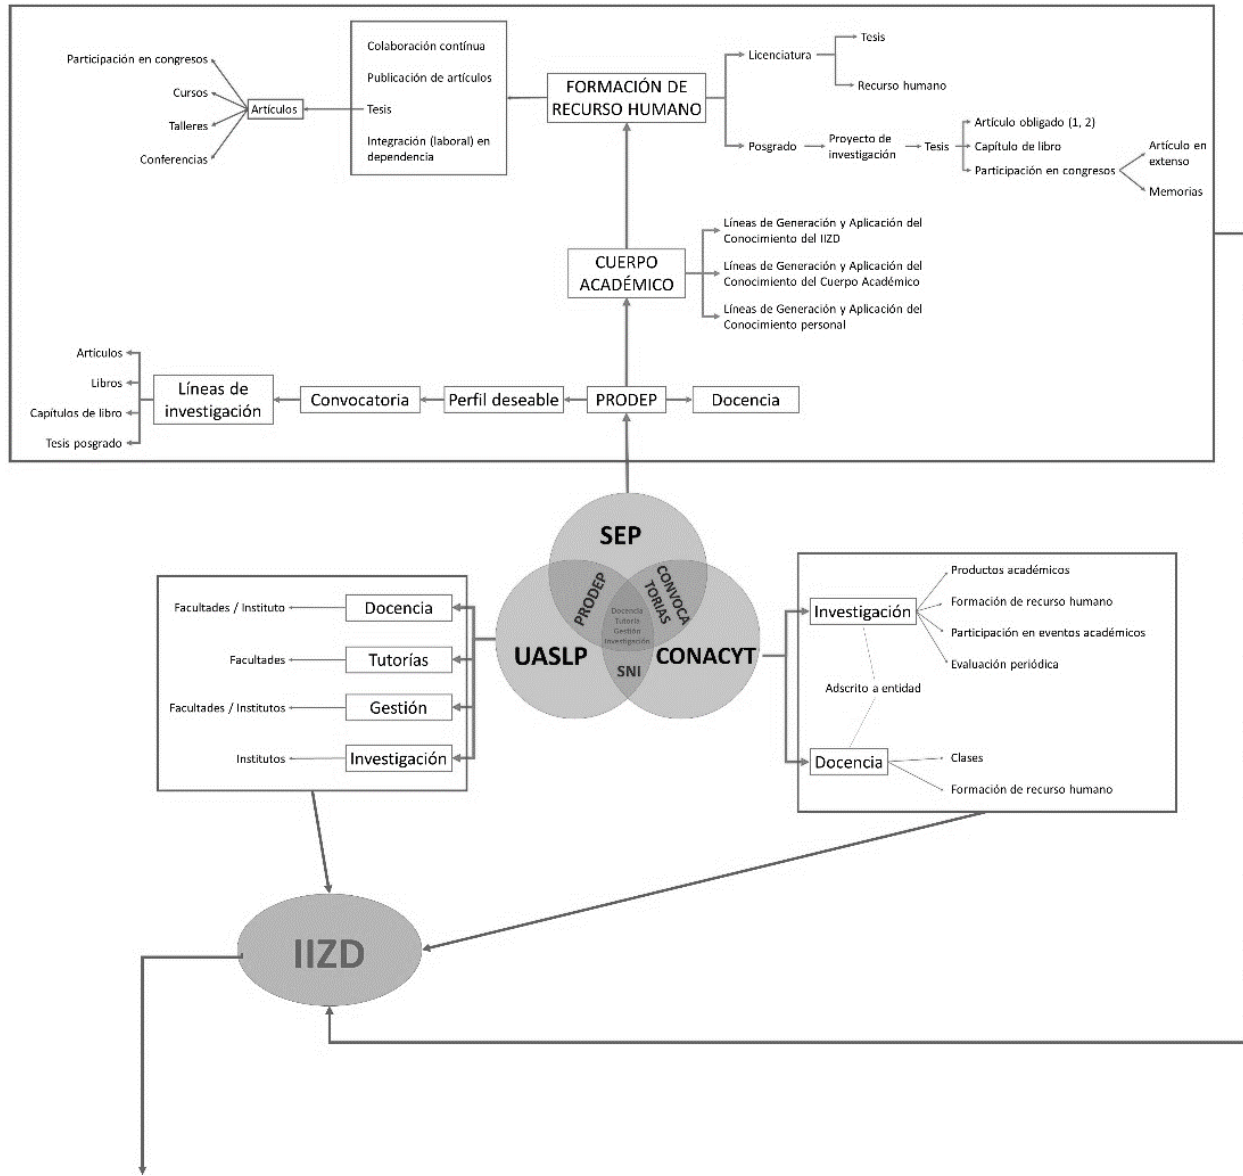 Participación en congresos
Cursos
Talleres
Conferencias
Artículos
Colaboración contínua
Publicación de artículos
Tesis
Integración (laboral) en
dependencia
FORMACIÓN DE
RECURSO HUMANO
Licenciatura
Tesis
Recurso humano
Posgrado
Proyecto de
investigación
Tesis
Artículo obligado (1, 2)
Capítulo de libro
Participación en congresos
Artículo en
extenso
Memorias
CUERPO
ACADÉMICO
Líneas de Generación y Aplicación del
Conocimiento del IIZD
Líneas de Generación y Aplicación del
Conocimiento del Cuerpo Académico
Líneas de Generación y Aplicación del
Conocimiento personal
Artículos
Libros
Capítulos de libro
Tesis posgrado
Líneas de
investigación
Convocatoria
Perfil deseable
PRODEP
Docencia
SEP
PRODEP
CONVOCA
TORIAS
Docencia
Tutoría
Gestión
Investigación
UASLP
CONACYT
SNI
Facultades / Instituto
Docencia
Facultades
Tutorías
Facultades / Institutos
Gestión
Institutos
Investigación
Investigación
Productos académicos
Formación de recurso humano
Participación en eventos académicos
Evaluación periódica
Adscrito a entidad
Docencia
Clases
Formación de recurso humano
IIZD